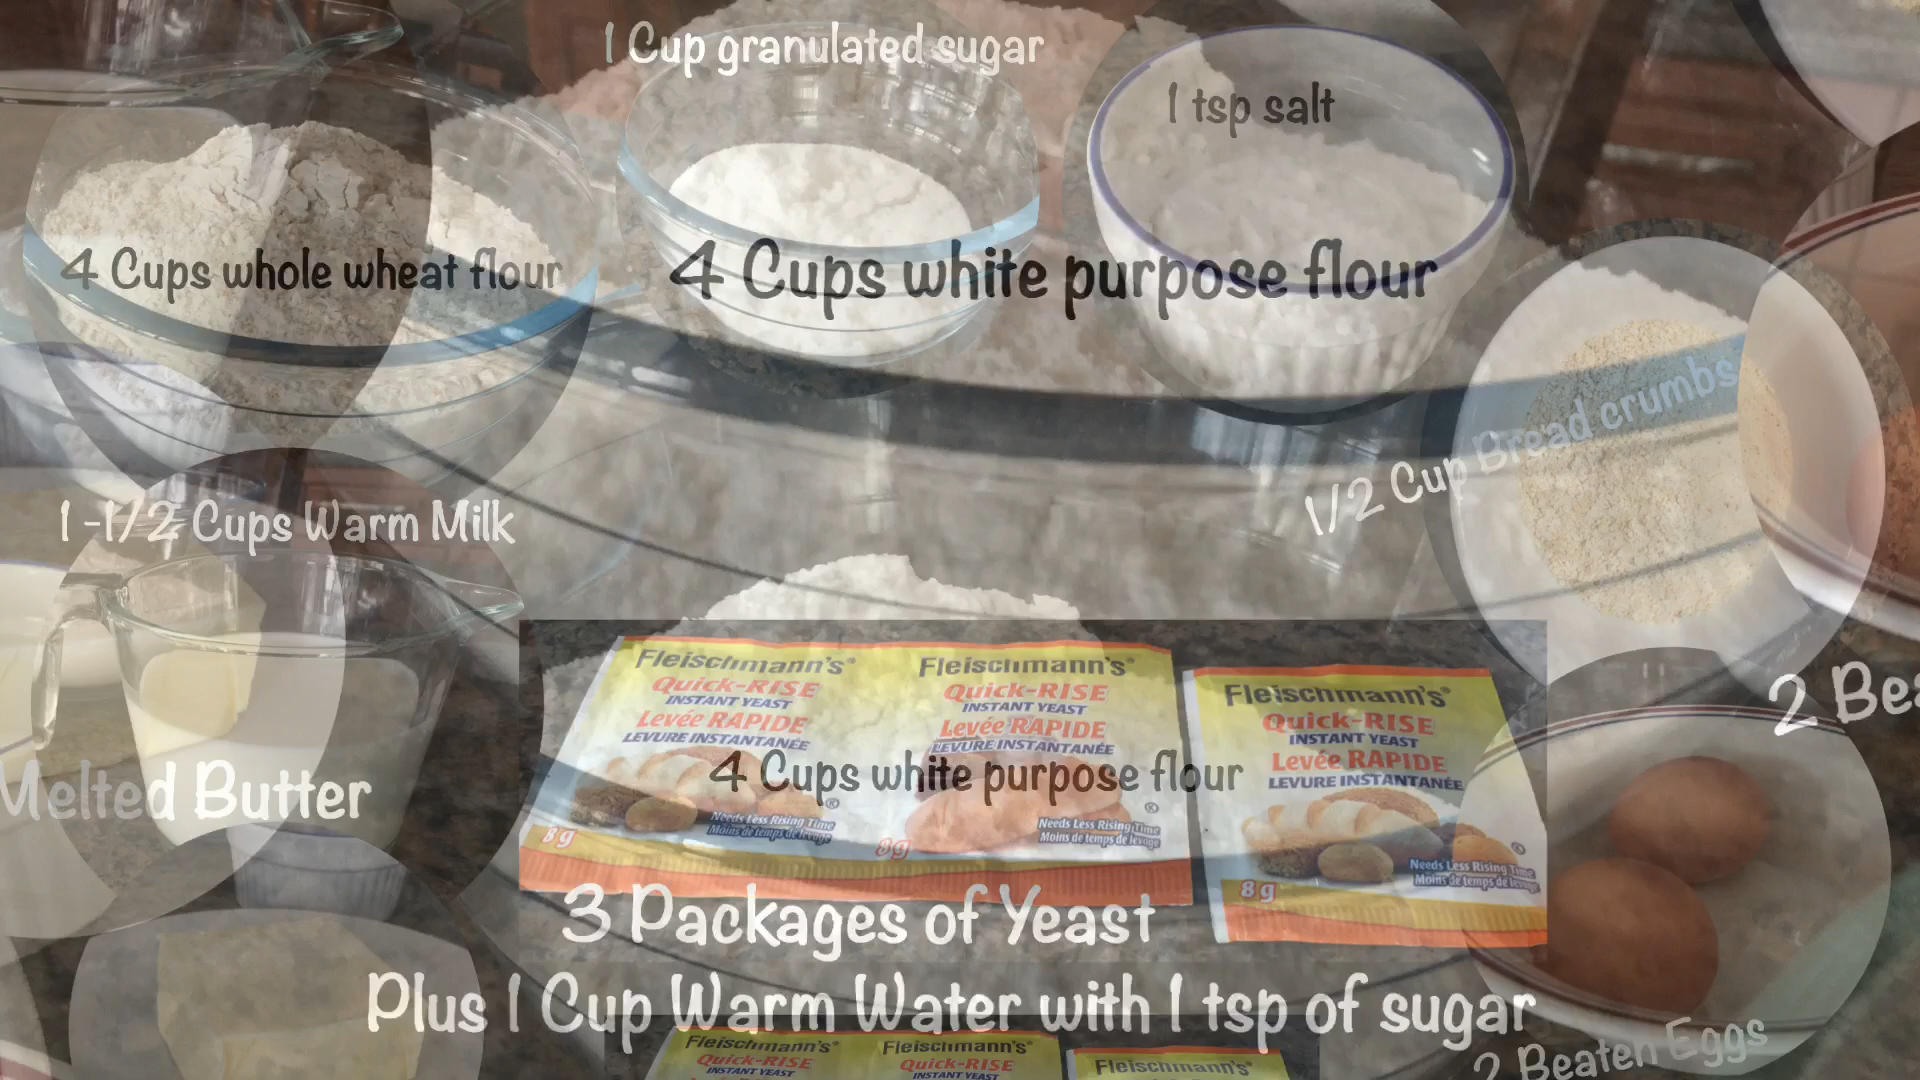 1 Cup granulated sugar
1 tsp salt
4 Cups whole wheat flour
4 Cups white purpose flour
1/2 Cup Bread crumbs
1-1/2 Cups Warm Milk
2 Bea
Melted Butter
Fleischmann's®
Quick-RISE
INSTANT YEAST
Levée RAPIDE
LEVURE INSTANTANÉE
Needs Less Rising Time
Moins de temps de levage
8 g
Fleischmann's®
Quick-RISE
INSTANT YEAST
Levée RAPIDE
LEVURE INSTANTANÉE
Needs Less Rising Time
Moins de temps de levage
8 g
Fleischmann's®
Quick-RISE
INSTANT YEAST
Levée RAPIDE
LEVURE INSTANTANÉE
Needs Less Rising Time
Moins de temps de levage
8 g
4 Cups white purpose flour
3 Packages of Yeast
Plus 1 Cup Warm Water with 1 tsp of sugar
2 Beaten Eggs
Fleischmann's®
Quick-RISE
INSTANT YEAST
Fleischmann's®
Quick-RISE
INSTANT YEAST
Fleischmann's®